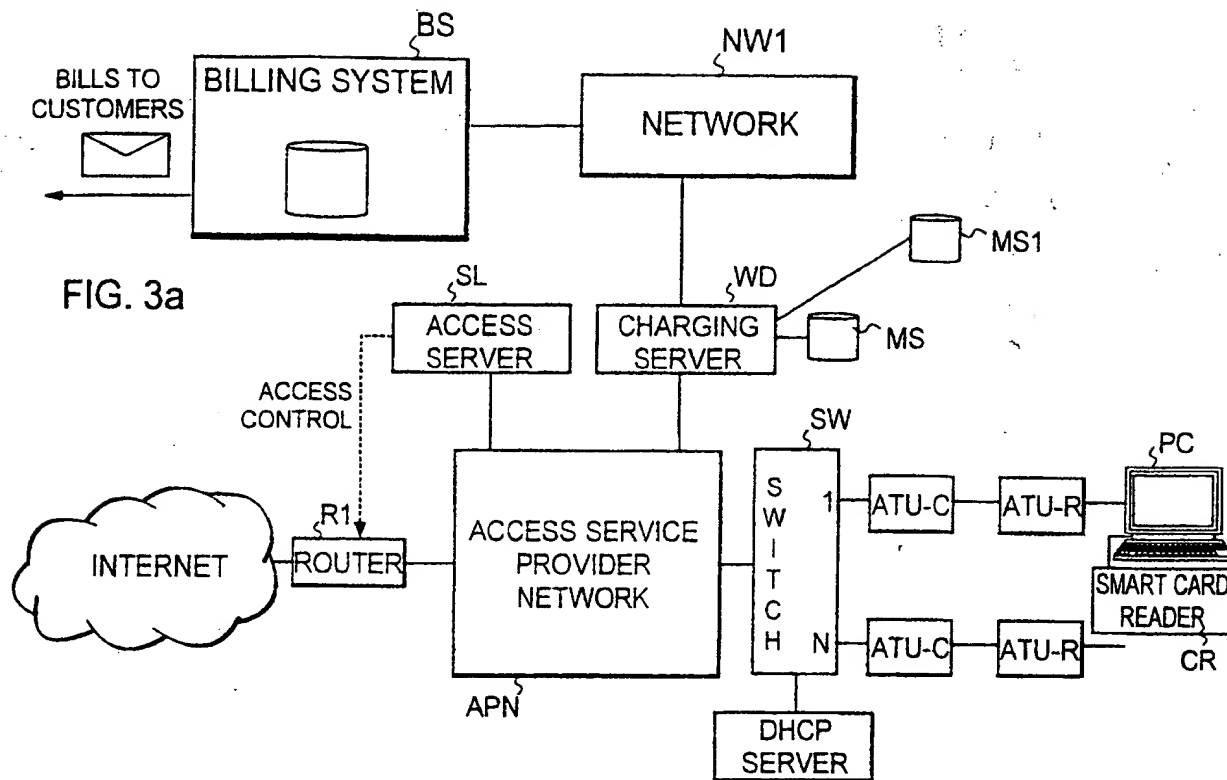 BS
NW1
BILLS TO
CUSTOMERS
BILLING SYSTEM
NETWORK
MS1
FIG. 3a
SL
WD
ACCESS
SERVER
CHARGING
SERVER
MS
ACCESS
CONTROL
SW
PC
SWITCH
1
ATU-C
ATU-R
R1
INTERNET
ROUTER
ACCESS SERVICE
PROVIDER
NETWORK
SMART CARD
READER
N
ATU-C
ATU-R
CR
APN
DHCP
SERVER